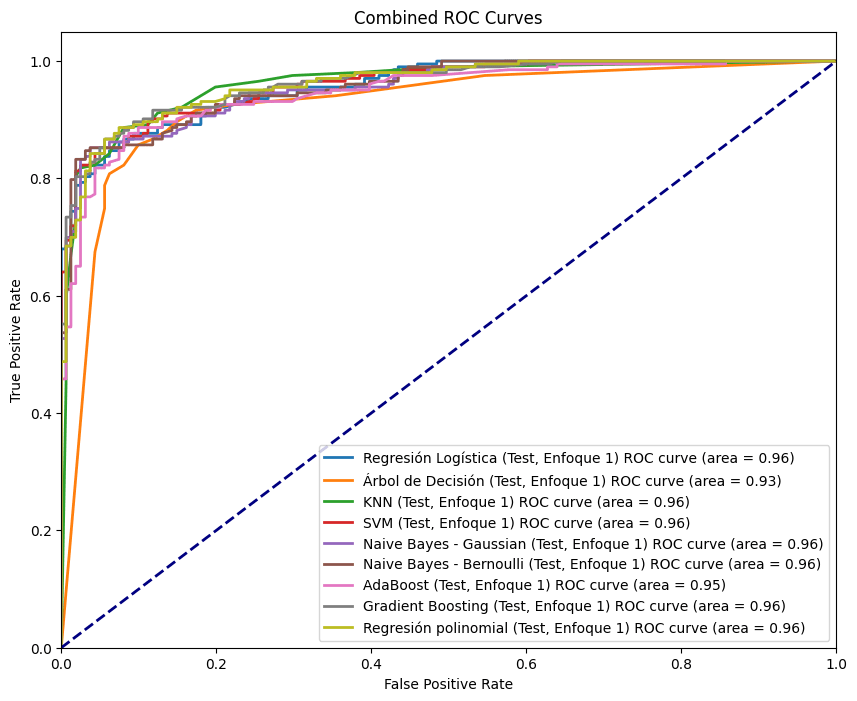 Combined ROC Curves
True Positive Rate
1.0
0.8
0.6
0.4
0.2
0.0
Regresión Logística (Test, Enfoque 1) ROC curve (area = 0.96)
Árbol de Decisión (Test, Enfoque 1) ROC curve (area = 0.93)
KNN (Test, Enfoque 1) ROC curve (area = 0.96)
SVM (Test, Enfoque 1) ROC curve (area = 0.96)
Naive Bayes - Gaussian (Test, Enfoque 1) ROC curve (area = 0.96)
Naive Bayes - Bernoulli (Test, Enfoque 1) ROC curve (area = 0.96)
AdaBoost (Test, Enfoque 1) ROC curve (area = 0.95)
Gradient Boosting (Test, Enfoque 1) ROC curve (area = 0.96)
Regresión polinomial (Test, Enfoque 1) ROC curve (area = 0.96)
0.0 0.2 0.4 0.6 0.8 1.0
False Positive Rate